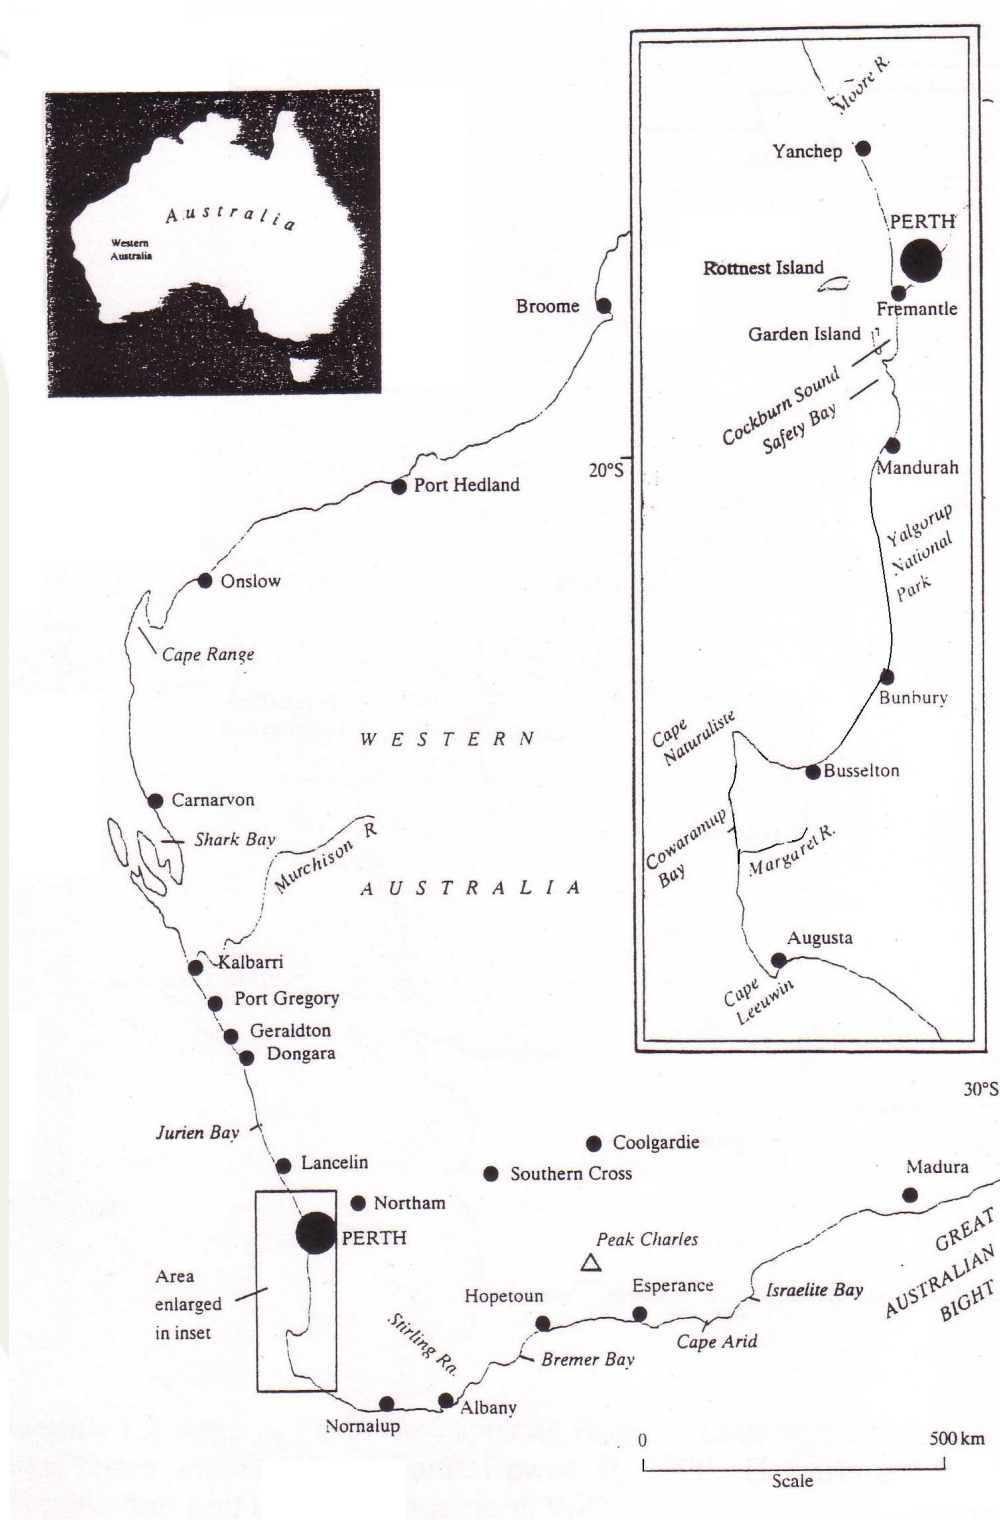 Australia
Western
Australia
Broome
20°S
Port Hedland
Onslow
Cape Range
WESTERN
Carnarvon
Shark Bay
Murchison R
AUSTRALIA
Kalbarri
Port Gregory
Geraldton
Dongara
Jurien Bay
Lancelin
Northam
PERTH
Area
enlarged
in inset
Coolgardie
Southern Cross
Peak Charles
Hopetoun
Esperance
Stirling Ra.
Bremer Bay
Cape Arid
Israelite Bay
Madura
GREAT
AUSTRALIAN
BIGHT
Nornalup
Albany
30°S
0
500 km
Scale
Moore R.
Yanchep
PERTH
Rottnest Island
Fremantle
Garden Island
Cockburn Sound
Safety Bay
Mandurah
Yalgorup
National
Park
Bunbury
Cape
Naturaliste
Busselton
Cowaramup
Bay
Margaret R.
Augusta
Cape
Leeuwin